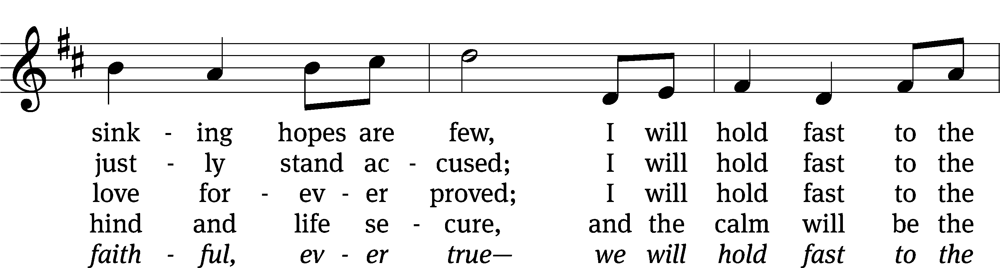 sink - ing hopes are few, I will hold fast to the
just - ly stand ac - cused; I will hold fast to the
love for - ev - er proved; I will hold fast to the
hind and life se - cure, and the calm will be the
faith - ful, ev - er true— we will hold fast to the